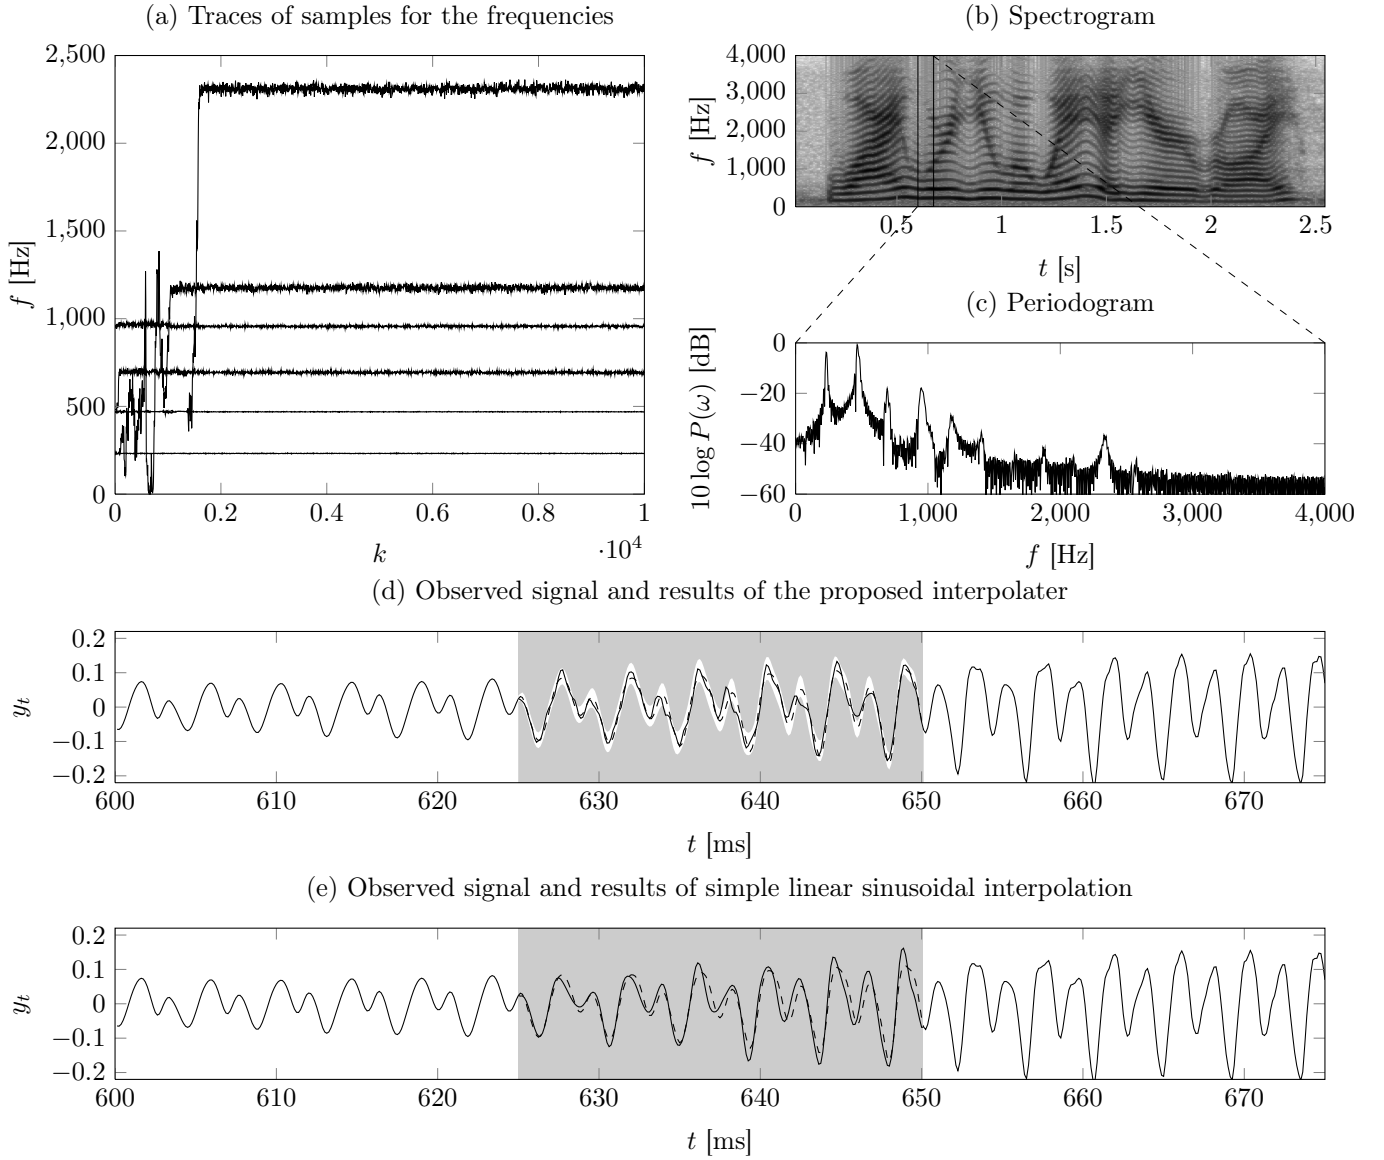 (a) Traces of samples for the frequencies
2,500
2,000
1,500
1,000
500
0
f [Hz]
0 0.2 0.4 0.6 0.8 1
k
·10⁴
(b) Spectrogram
4,000
3,000
2,000
1,000
0
f [Hz]
0.5 1 1.5 2 2.5
t [s]
(c) Periodogram
0
−20
−40
−60
10 log P(ω) [dB]
0 1,000 2,000 3,000 4,000
f [Hz]
(d) Observed signal and results of the proposed interpolater
0.2
0.1
0
−0.1
−0.2
y_t
600 610 620 630 640 650 660 670
t [ms]
(e) Observed signal and results of simple linear sinusoidal interpolation
0.2
0.1
0
−0.1
−0.2
y_t
600 610 620 630 640 650 660 670
t [ms]